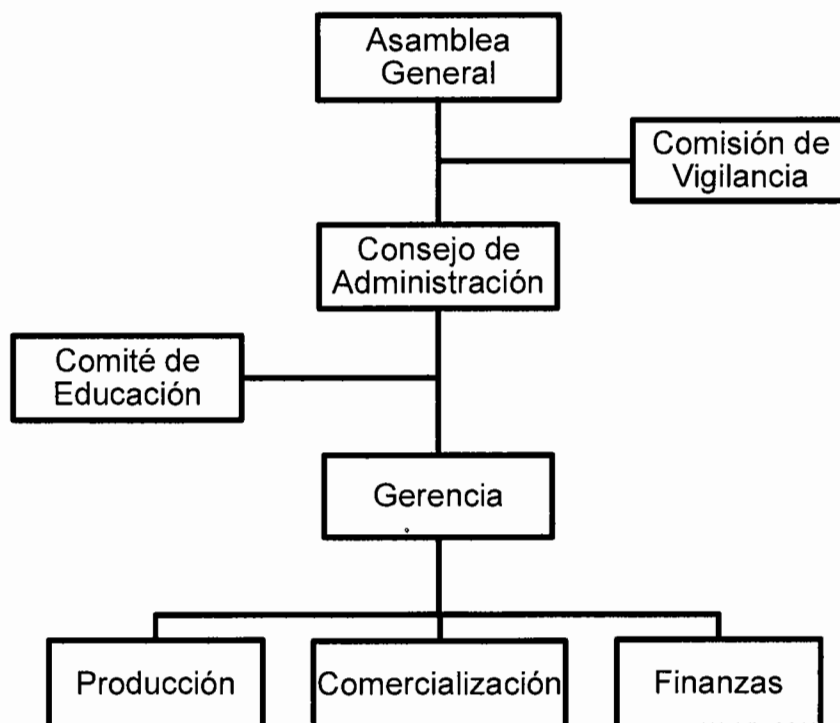 Asamblea
General
Comisión de
Vigilancia
Consejo de
Administración
Comité de
Educación
Gerencia
Producción
Comercialización
Finanzas